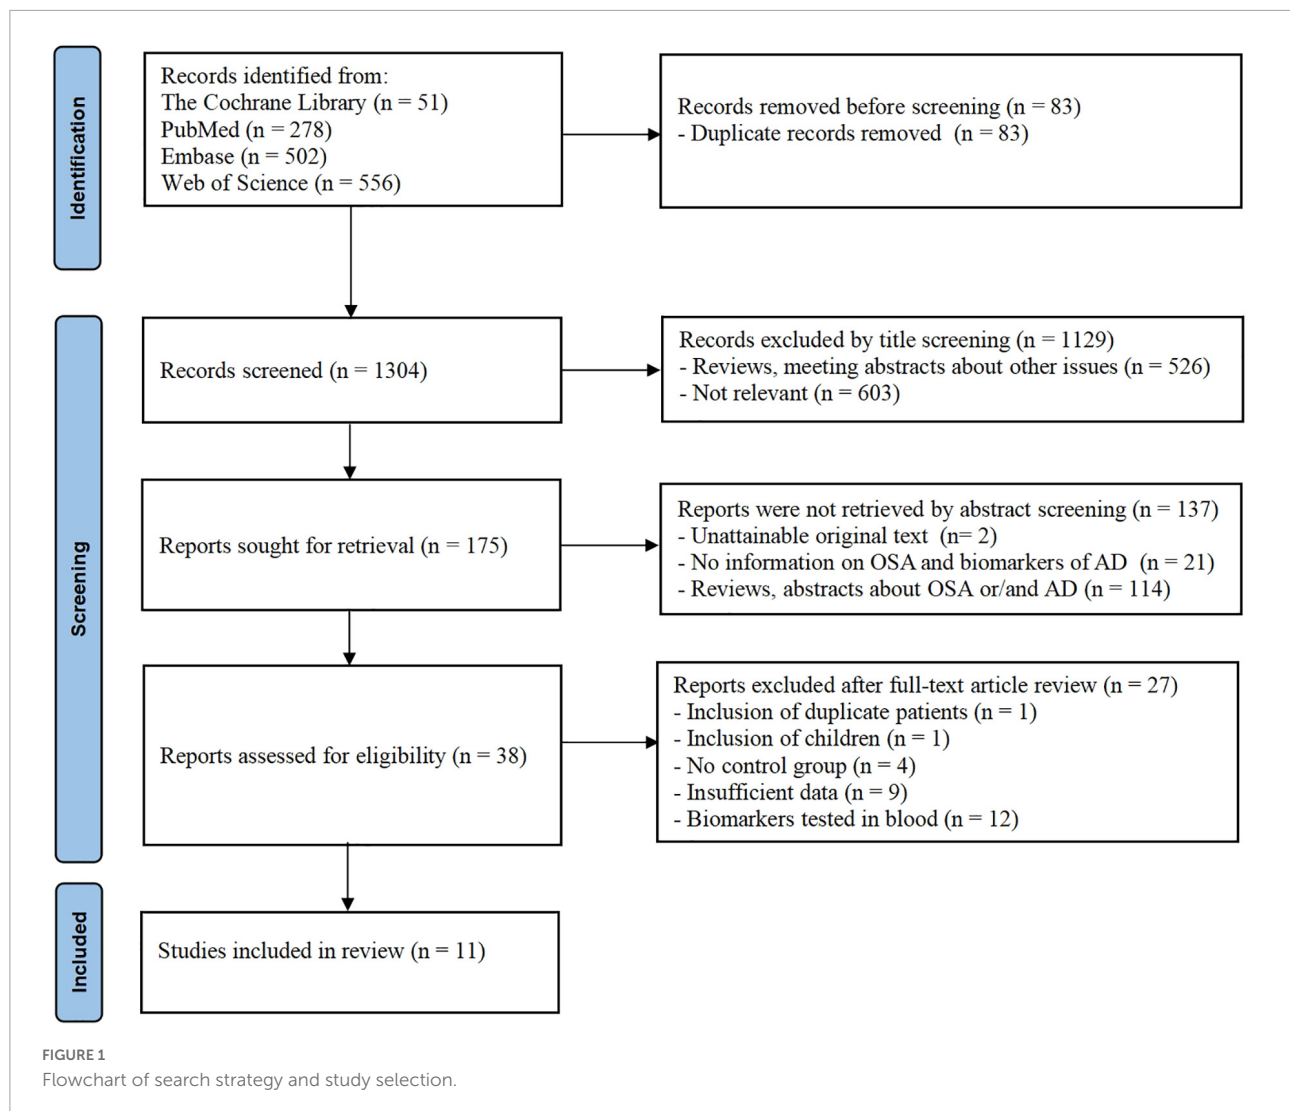 Identification
Records identified from:
The Cochrane Library (n = 51)
PubMed (n = 278)
Embase (n = 502)
Web of Science (n = 556)
Records removed before screening (n = 83)
- Duplicate records removed  (n = 83)
Screening
Records screened (n = 1304)
Records excluded by title screening (n = 1129)
- Reviews, meeting abstracts about other issues (n = 526)
- Not relevant (n = 603)
Reports sought for retrieval (n = 175)
Reports were not retrieved by abstract screening (n = 137)
- Unattainable original text  (n= 2)
- No information on OSA and biomarkers of AD  (n = 21)
- Reviews, abstracts about OSA or/and AD (n = 114)
Reports assessed for eligibility (n = 38)
Reports excluded after full-text article review (n = 27)
- Inclusion of duplicate patients (n = 1)
- Inclusion of children (n = 1)
- No control group (n = 4)
- Insufficient data (n = 9)
- Biomarkers tested in blood (n = 12)
Included
Studies included in review (n = 11)
FIGURE 1
Flowchart of search strategy and study selection.